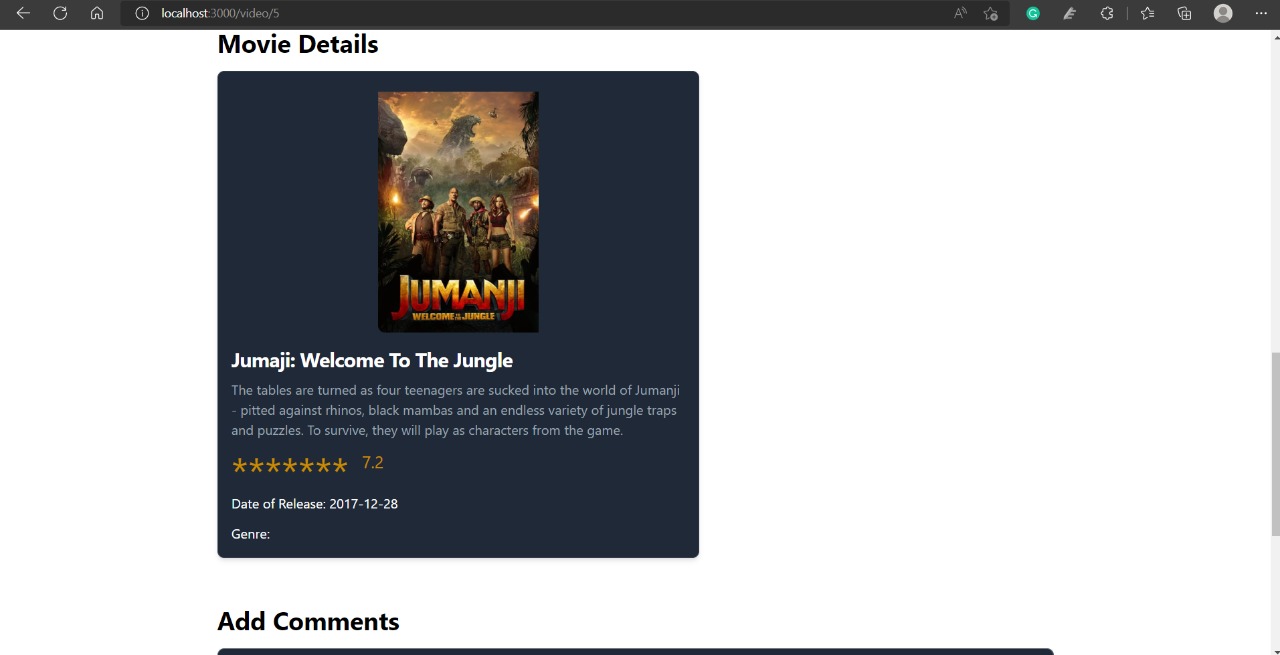 localhost:3000/video/5
Movie Details
JUMANJI
WELCOME TO THE JUNGLE
Jumaji: Welcome To The Jungle
The tables are turned as four teenagers are sucked into the world of Jumanji
- pitted against rhinos, black mambas and an endless variety of jungle traps
and puzzles. To survive, they will play as characters from the game.
******* 7.2
Date of Release: 2017-12-28
Genre:
Add Comments